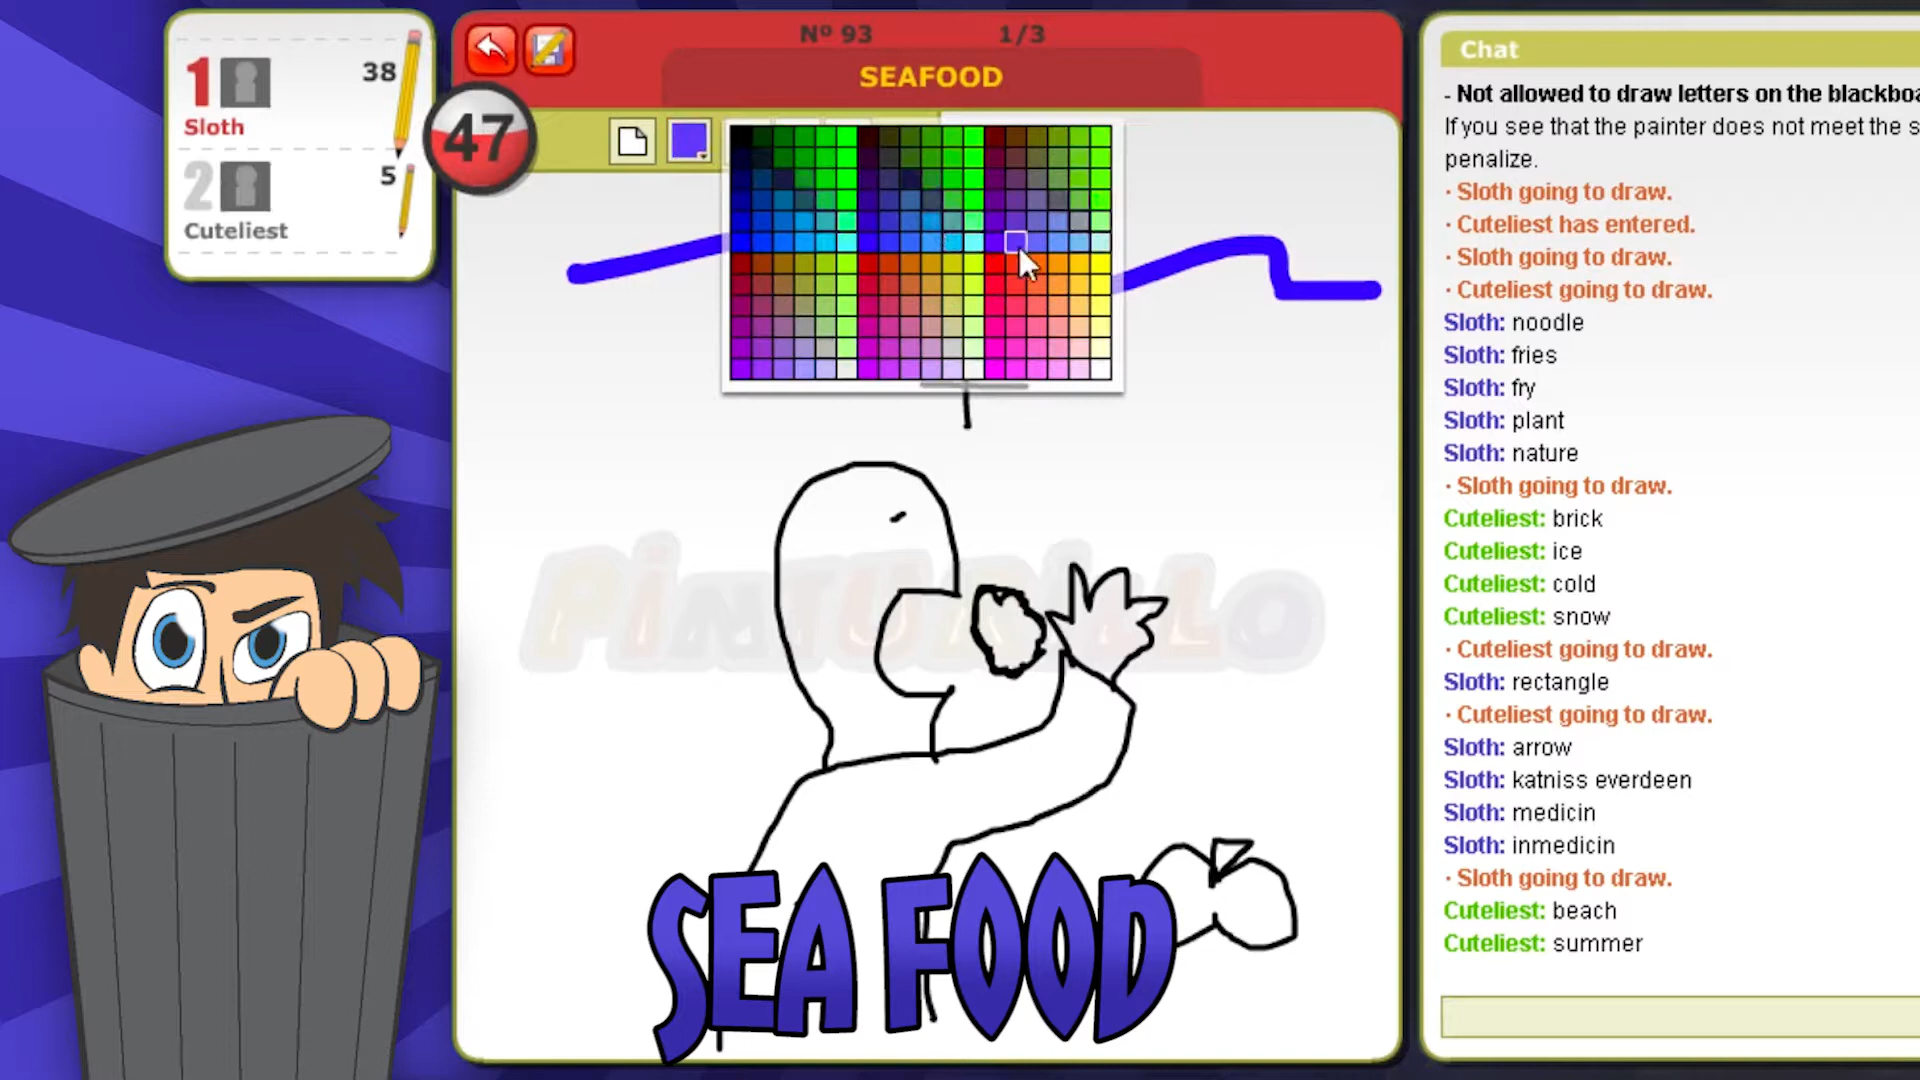 1 38
Sloth
2 5
Cuteliest
47
Nº 93 1/3
SEAFOOD
PINTURILLO
SEA FOOD
Chat
- Not allowed to draw letters on the blackboa
If you see that the painter does not meet the s
penalize.
· Sloth going to draw.
· Cuteliest has entered.
· Sloth going to draw.
· Cuteliest going to draw.
Sloth: noodle
Sloth: fries
Sloth: fry
Sloth: plant
Sloth: nature
· Sloth going to draw.
Cuteliest: brick
Cuteliest: ice
Cuteliest: cold
Cuteliest: snow
· Cuteliest going to draw.
Sloth: rectangle
· Cuteliest going to draw.
Sloth: arrow
Sloth: katniss everdeen
Sloth: medicin
Sloth: inmedicin
· Sloth going to draw.
Cuteliest: beach
Cuteliest: summer